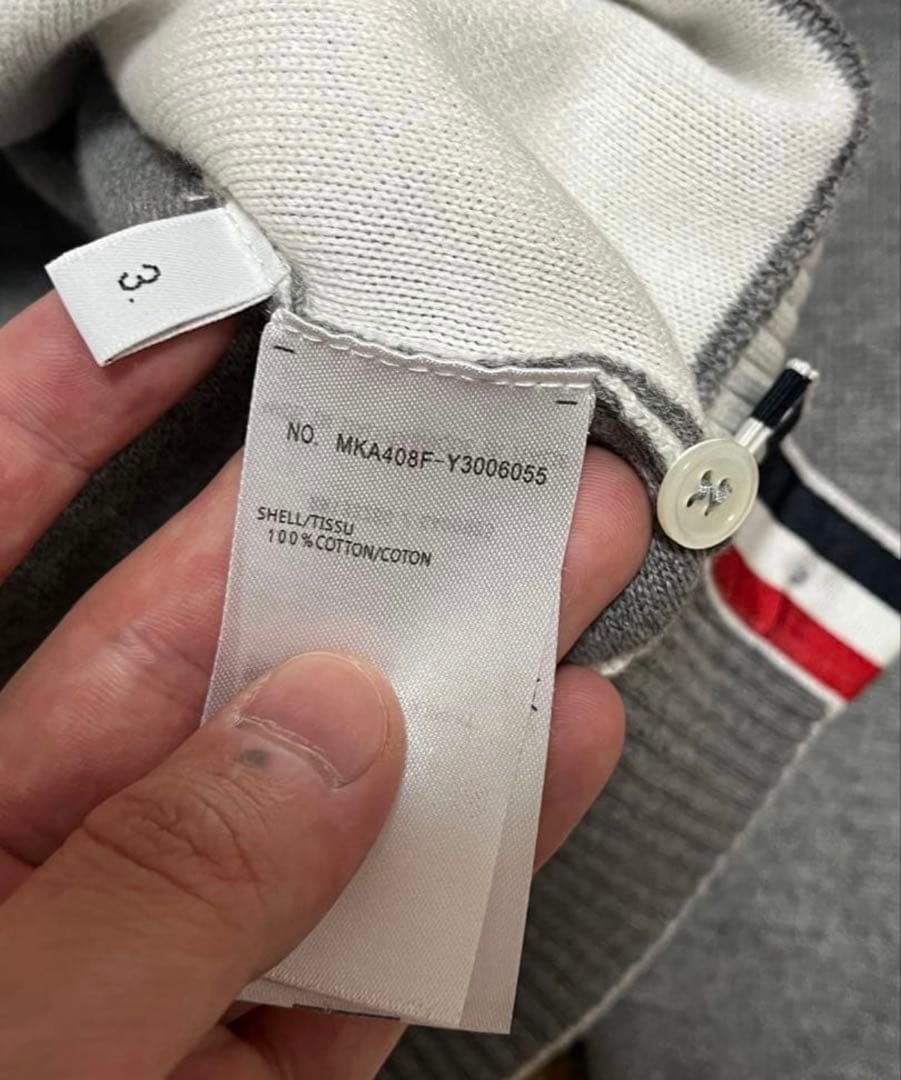 3.
NO. MKA408F-Y3006055
SHELL/TISSU
100%COTTON/COTON